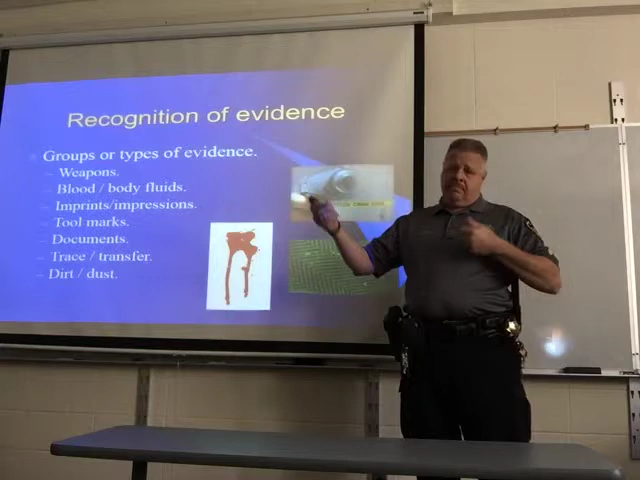 Recognition of evidence
Groups or types of evidence.
– Weapons.
– Blood / body fluids.
– Imprints/impressions.
– Tool marks.
– Documents.
– Trace / transfer.
– Dirt / dust.